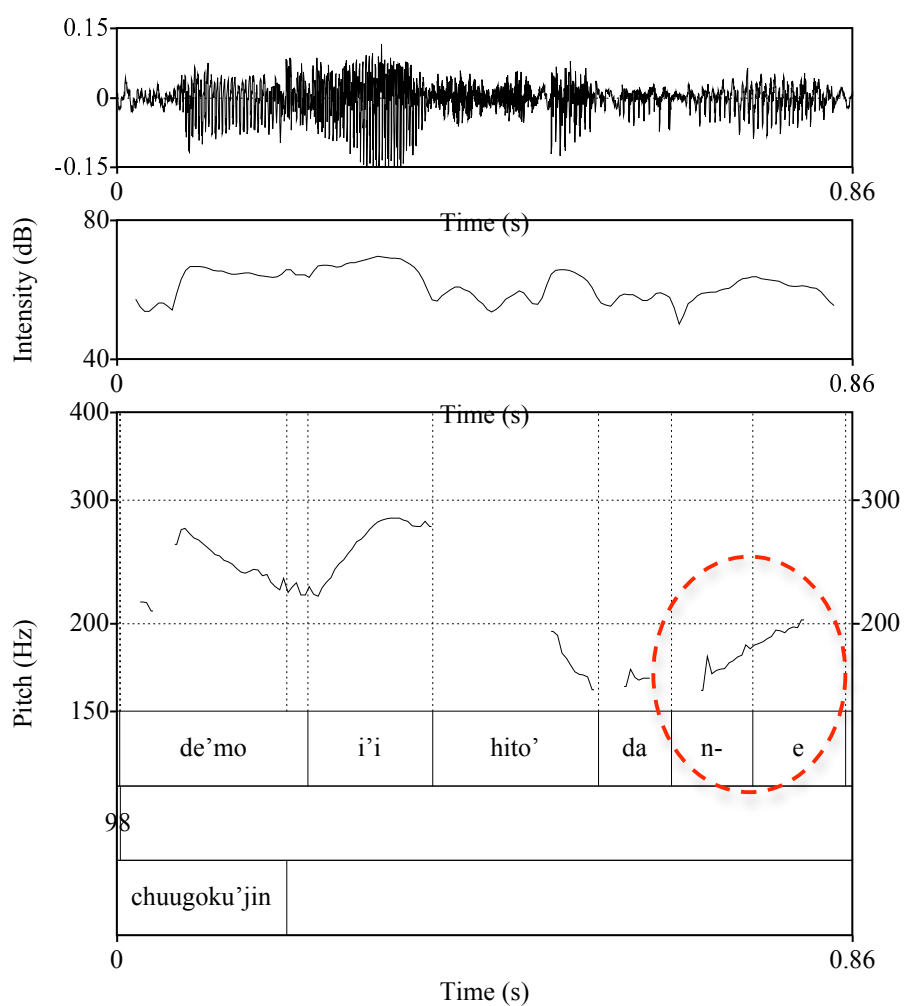 0.15
0
-0.15
0 0.86
Time (s)
80
Intensity (dB)
40
0 0.86
Time (s)
400
300 300
200 200
Pitch (Hz)
150
de’mo i’i hito’ da n- e
98
chuugoku’jin
0 0.86
Time (s)